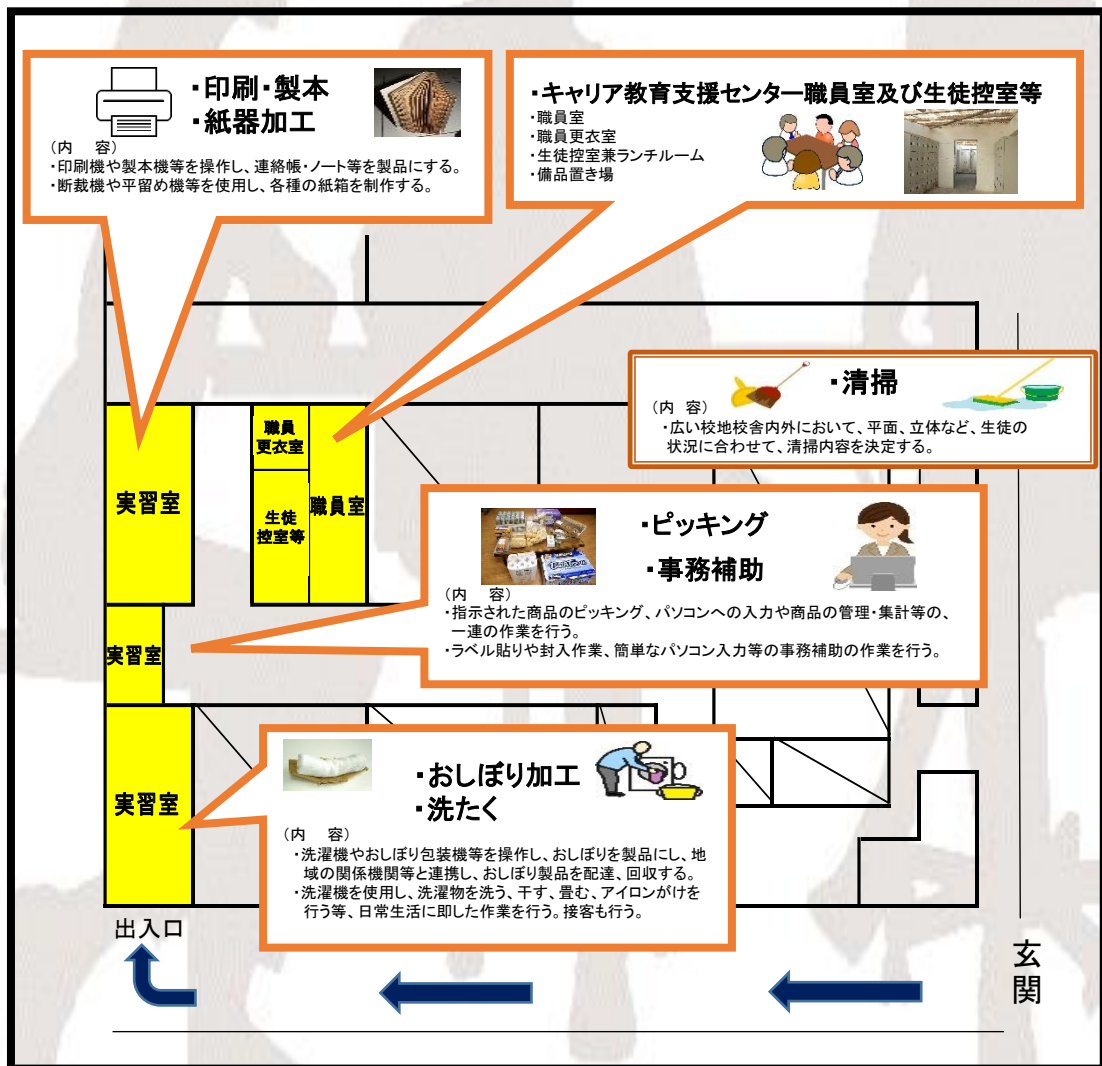 ・印刷・製本
・紙器加工
(内　容)
・印刷機や製本機等を操作し、連絡帳・ノート等を製品にする。
・断裁機や平留め機等を使用し、各種の紙箱を制作する。
・キャリア教育支援センター職員室及び生徒控室等
・職員室
・職員更衣室
・生徒控室兼ランチルーム
・備品置き場
・清掃
(内 容)
・広い校地校舎内外において、平面、立体など、生徒の
状況に合わせて、清掃内容を決定する。
実習室
職員
更衣室
生徒
控室等
職員室
・ピッキング
・事務補助
(内　容)
・指示された商品のピッキング、パソコンへの入力や商品の管理・集計等の、
一連の作業を行う。
・ラベル貼りや封入作業、簡単なパソコン入力等の事務補助の作業を行う。
実習室
実習室
・おしぼり加工
・洗たく
(内　容)
・洗濯機やおしぼり包装機等を操作し、おしぼりを製品にし、地
域の関係機関等と連携し、おしぼり製品を配達、回収する。
・洗濯機を使用し、洗濯物を洗う、干す、畳む、アイロンがけを
行う等、日常生活に即した作業を行う。接客も行う。
出入口
玄関